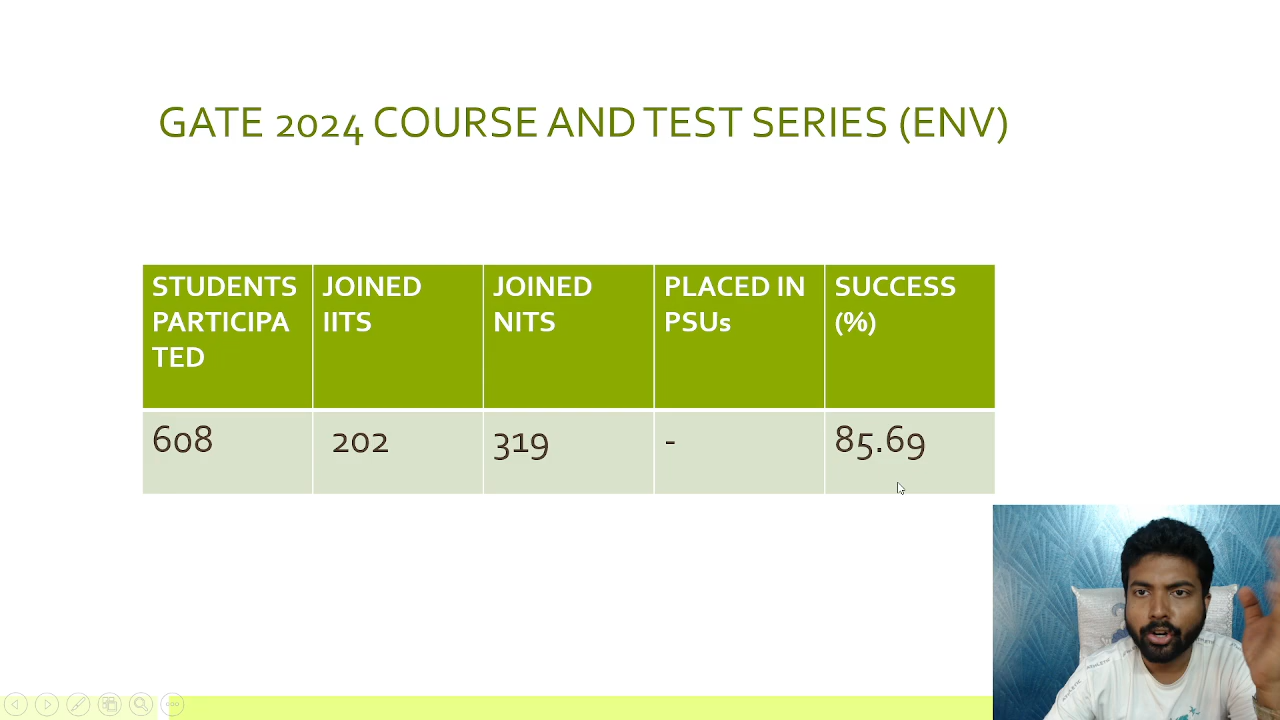 GATE 2024 COURSE AND TEST SERIES (ENV)
STUDENTS
PARTICIPA
TED
JOINED
IITS
JOINED
NITS
PLACED IN
PSUs
SUCCESS
(%)
608
202
319
-
85.69